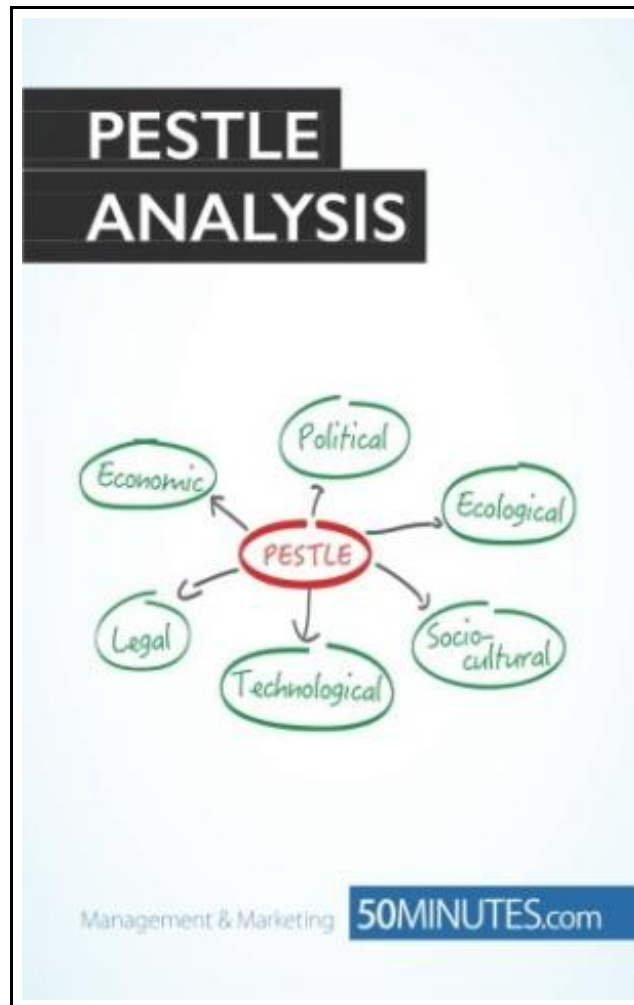 PESTLE
ANALYSIS
Political
Economic
Ecological
PESTLE
Legal
Socio-
cultural
Technological
Management & Marketing 50MINUTES.com